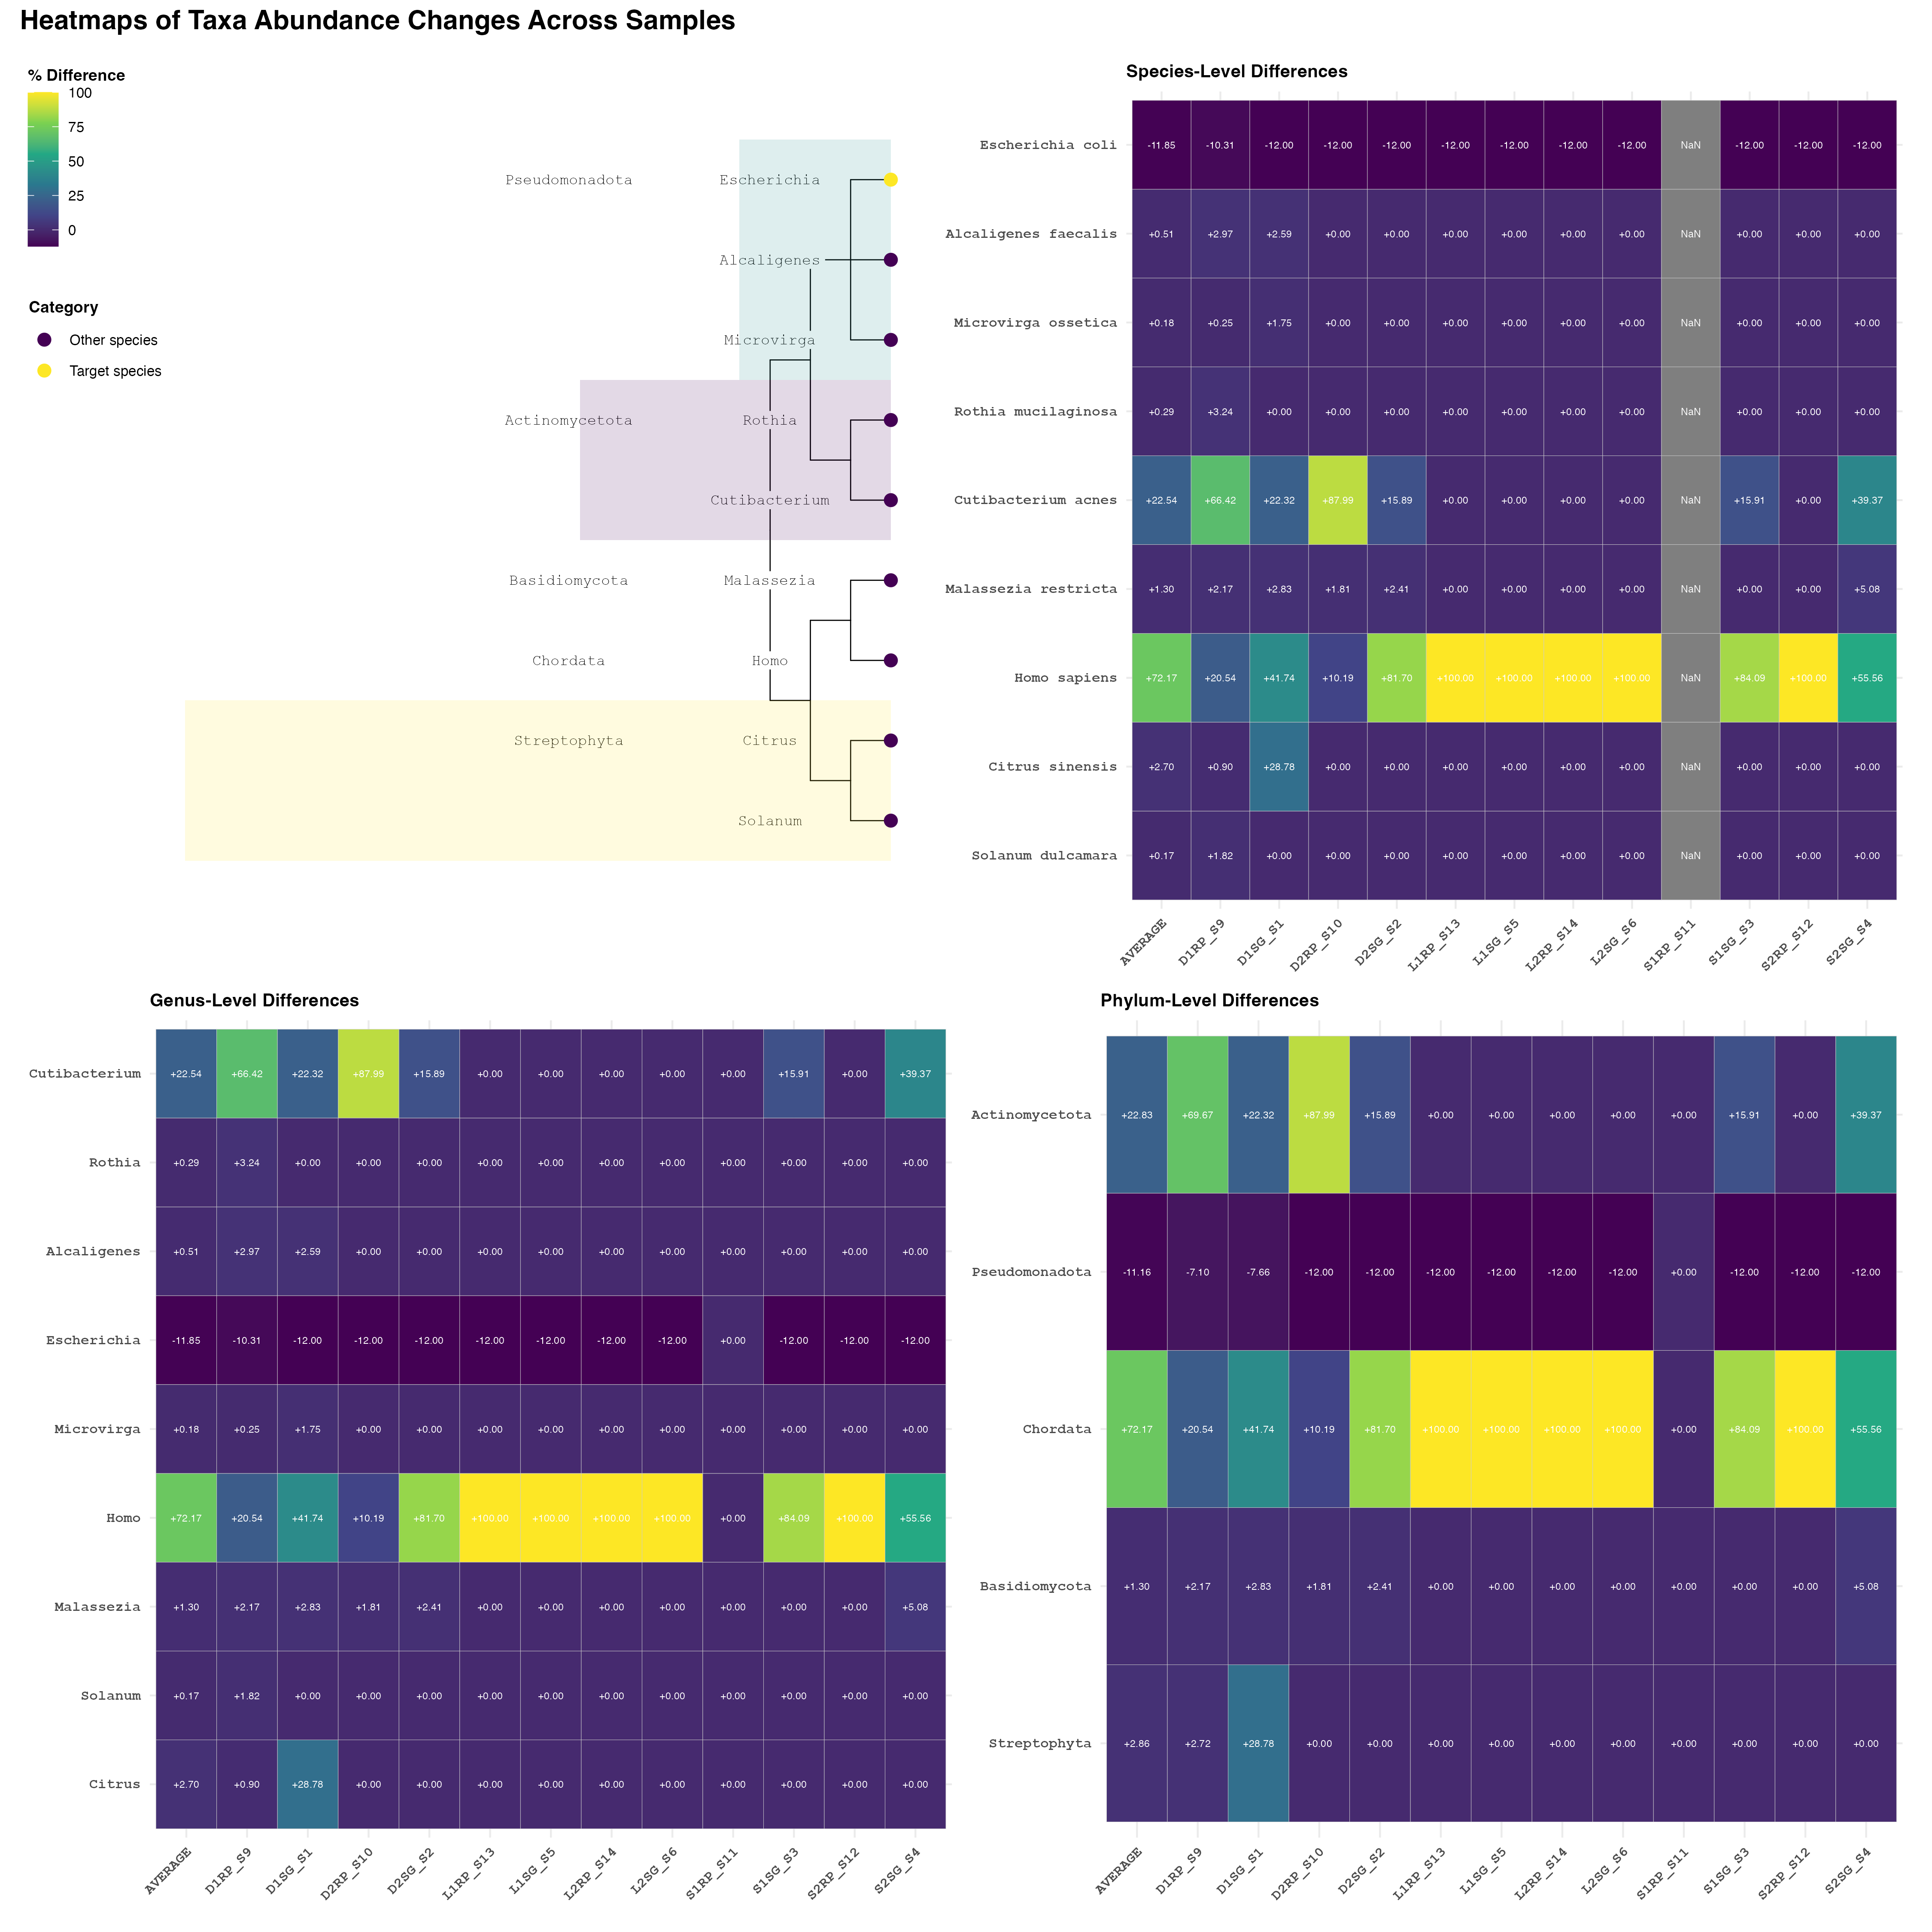 Heatmaps of Taxa Abundance Changes Across Samples
% Difference
100
75
50
25
0
Category
Other species
Target species
Pseudomonadota Escherichia
Alcaligenes
Microvirga
Actinomycetota Rothia
Cutibacterium
Basidiomycota Malassezia
Chordata Homo
Streptophyta Citrus
Solanum
Species-Level Differences
Escherichia coli -11.85 -10.31 -12.00 -12.00 -12.00 -12.00 -12.00 -12.00 -12.00 NaN -12.00 -12.00 -12.00
Alcaligenes faecalis +0.51 +2.97 +2.59 +0.00 +0.00 +0.00 +0.00 +0.00 +0.00 NaN +0.00 +0.00 +0.00
Microvirga ossetica +0.18 +0.25 +1.75 +0.00 +0.00 +0.00 +0.00 +0.00 +0.00 NaN +0.00 +0.00 +0.00
Rothia mucilaginosa +0.29 +3.24 +0.00 +0.00 +0.00 +0.00 +0.00 +0.00 +0.00 NaN +0.00 +0.00 +0.00
Cutibacterium acnes +22.54 +66.42 +22.32 +87.99 +15.89 +0.00 +0.00 +0.00 +0.00 NaN +15.91 +0.00 +39.37
Malassezia restricta +1.30 +2.17 +2.83 +1.81 +2.41 +0.00 +0.00 +0.00 +0.00 NaN +0.00 +0.00 +5.08
Homo sapiens +72.17 +20.54 +41.74 +10.19 +81.70 +100.00 +100.00 +100.00 +100.00 NaN +84.09 +100.00 +55.56
Citrus sinensis +2.70 +0.90 +28.78 +0.00 +0.00 +0.00 +0.00 +0.00 +0.00 NaN +0.00 +0.00 +0.00
Solanum dulcamara +0.17 +1.82 +0.00 +0.00 +0.00 +0.00 +0.00 +0.00 +0.00 NaN +0.00 +0.00 +0.00
AVERAGE D1RP_S9 D1SG_S1 D2RP_S10 D2SG_S2 L1RP_S13 L1SG_S5 L2RP_S14 L2SG_S6 S1RP_S11 S1SG_S3 S2RP_S12 S2SG_S4
Genus-Level Differences
Cutibacterium +22.54 +66.42 +22.32 +87.99 +15.89 +0.00 +0.00 +0.00 +0.00 +0.00 +15.91 +0.00 +39.37
Rothia +0.29 +3.24 +0.00 +0.00 +0.00 +0.00 +0.00 +0.00 +0.00 +0.00 +0.00 +0.00 +0.00
Alcaligenes +0.51 +2.97 +2.59 +0.00 +0.00 +0.00 +0.00 +0.00 +0.00 +0.00 +0.00 +0.00 +0.00
Escherichia -11.85 -10.31 -12.00 -12.00 -12.00 -12.00 -12.00 -12.00 -12.00 +0.00 -12.00 -12.00 -12.00
Microvirga +0.18 +0.25 +1.75 +0.00 +0.00 +0.00 +0.00 +0.00 +0.00 +0.00 +0.00 +0.00 +0.00
Homo +72.17 +20.54 +41.74 +10.19 +81.70 +100.00 +100.00 +100.00 +100.00 +0.00 +84.09 +100.00 +55.56
Malassezia +1.30 +2.17 +2.83 +1.81 +2.41 +0.00 +0.00 +0.00 +0.00 +0.00 +0.00 +0.00 +5.08
Solanum +0.17 +1.82 +0.00 +0.00 +0.00 +0.00 +0.00 +0.00 +0.00 +0.00 +0.00 +0.00 +0.00
Citrus +2.70 +0.90 +28.78 +0.00 +0.00 +0.00 +0.00 +0.00 +0.00 +0.00 +0.00 +0.00 +0.00
AVERAGE D1RP_S9 D1SG_S1 D2RP_S10 D2SG_S2 L1RP_S13 L1SG_S5 L2RP_S14 L2SG_S6 S1RP_S11 S1SG_S3 S2RP_S12 S2SG_S4
Phylum-Level Differences
Actinomycetota +22.83 +69.67 +22.32 +87.99 +15.89 +0.00 +0.00 +0.00 +0.00 +0.00 +15.91 +0.00 +39.37
Pseudomonadota -11.16 -7.10 -7.66 -12.00 -12.00 -12.00 -12.00 -12.00 -12.00 +0.00 -12.00 -12.00 -12.00
Chordata +72.17 +20.54 +41.74 +10.19 +81.70 +100.00 +100.00 +100.00 +100.00 +0.00 +84.09 +100.00 +55.56
Basidiomycota +1.30 +2.17 +2.83 +1.81 +2.41 +0.00 +0.00 +0.00 +0.00 +0.00 +0.00 +0.00 +5.08
Streptophyta +2.86 +2.72 +28.78 +0.00 +0.00 +0.00 +0.00 +0.00 +0.00 +0.00 +0.00 +0.00 +0.00
AVERAGE D1RP_S9 D1SG_S1 D2RP_S10 D2SG_S2 L1RP_S13 L1SG_S5 L2RP_S14 L2SG_S6 S1RP_S11 S1SG_S3 S2RP_S12 S2SG_S4